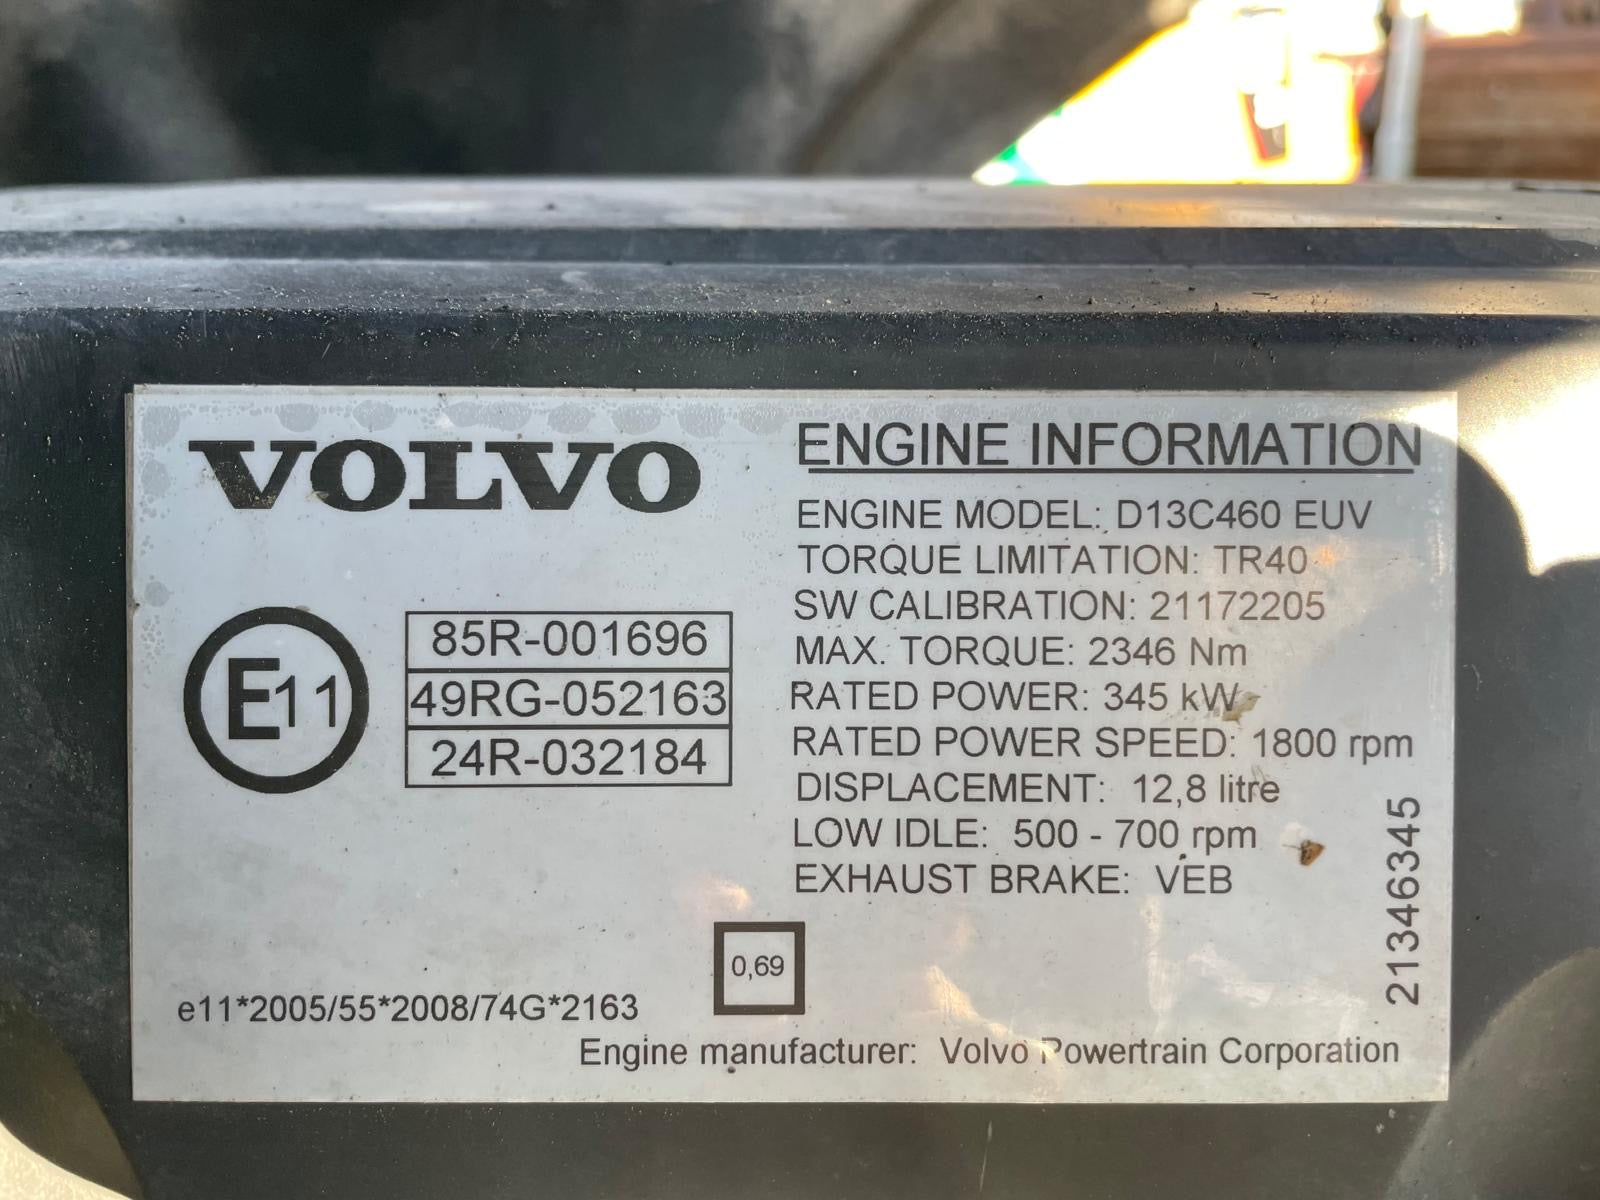 VOLVO
E11
85R-001696
49RG-052163
24R-032184
ENGINE INFORMATION
ENGINE MODEL: D13C460 EUV
TORQUE LIMITATION: TR40
SW CALIBRATION: 21172205
MAX. TORQUE: 2346 Nm
RATED POWER: 345 kW
RATED POWER SPEED: 1800 rpm
DISPLACEMENT: 12,8 litre
LOW IDLE: 500 - 700 rpm
EXHAUST BRAKE: VEB
21346345
0,69
e11*2005/55*2008/74G*2163
Engine manufacturer: Volvo Powertrain Corporation